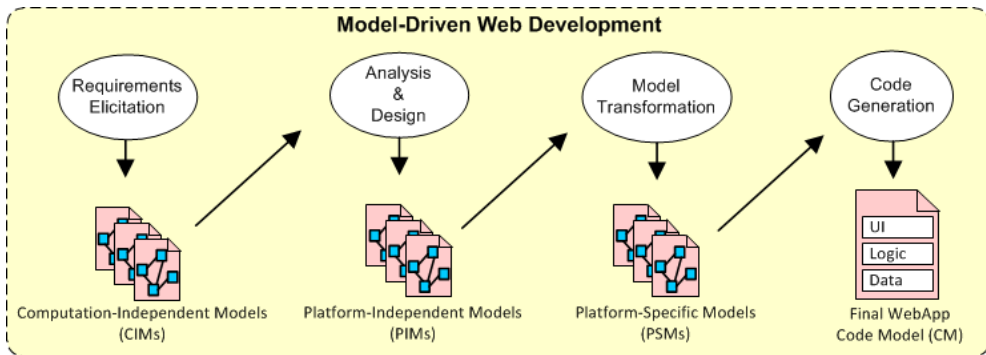 Model-Driven Web Development
Requirements
Elicitation
Analysis
&
Design
Model
Transformation
Code
Generation
UI
Logic
Data
Computation-Independent Models
(CIMs)
Platform-Independent Models
(PIMs)
Platform-Specific Models
(PSMs)
Final WebApp
Code Model (CM)